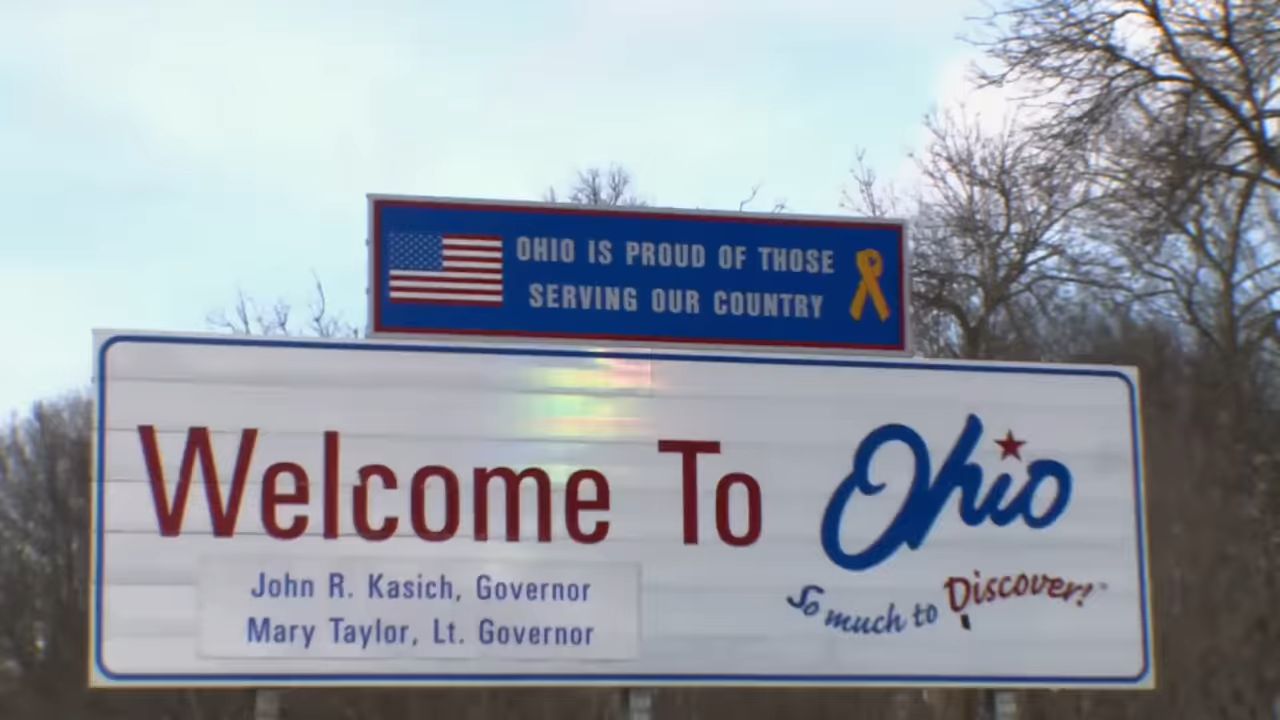 OHIO IS PROUD OF THOSE
SERVING OUR COUNTRY
Welcome To Ohio
So much to Discover!
John R. Kasich, Governor
Mary Taylor, Lt. Governor